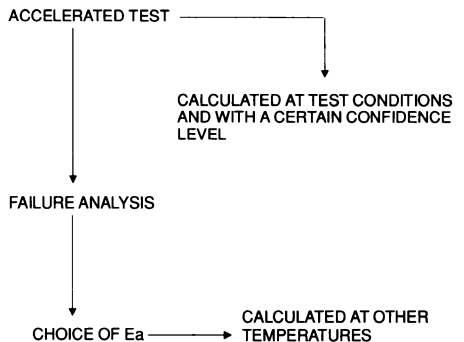 ACCELERATED TEST
CALCULATED AT TEST CONDITIONS
AND WITH A CERTAIN CONFIDENCE
LEVEL
FAILURE ANALYSIS
CHOICE OF Ea
CALCULATED AT OTHER
TEMPERATURES